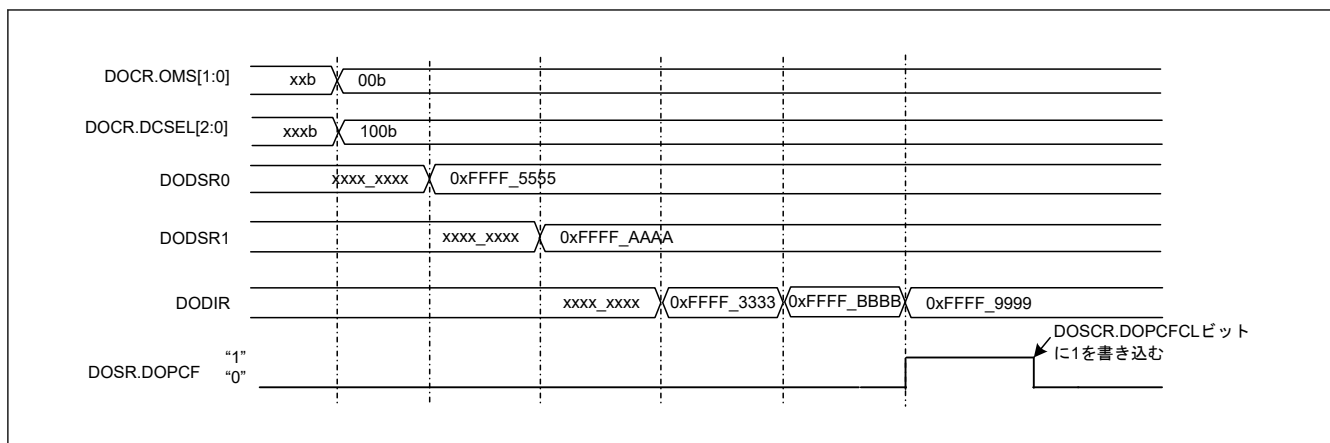 DOCR.OMS[1:0] xxb 00b
DOCR.DCSEL[2:0] xxxb 100b
DODSR0 xxxx_xxxx 0xFFFF_5555
DODSR1 xxxx_xxxx 0xFFFF_AAAA
DODIR xxxx_xxxx 0xFFFF_3333 0xFFFF_BBBB 0xFFFF_9999
DOSCR.DOPCFCLビット
に1を書き込む
DOSR.DOPCF “1”
“0”